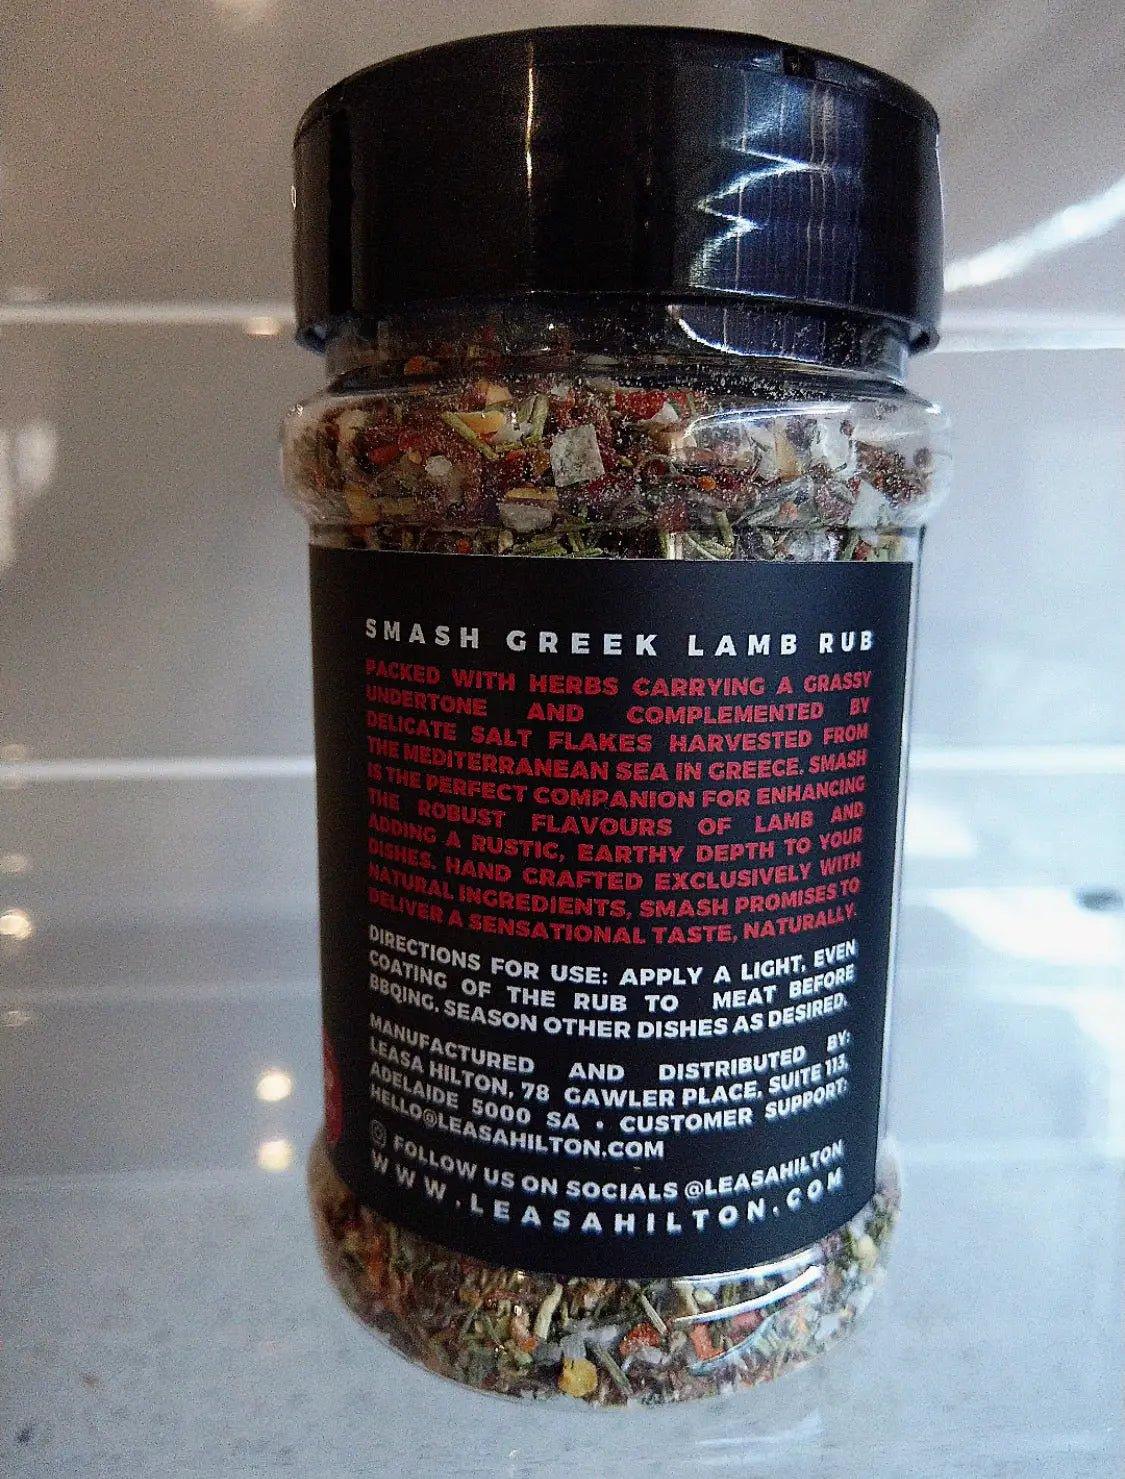 SMASH GREEK LAMB RUB
PACKED WITH HERBS CARRYING A GRASSY
UNDERTONE AND COMPLEMENTED BY
DELICATE SALT FLAKES HARVESTED FROM
THE MEDITERRANEAN SEA IN GREECE. SMASH
IS THE PERFECT COMPANION FOR ENHANCING
THE ROBUST FLAVOURS OF LAMB AND
ADDING A RUSTIC, EARTHY DEPTH TO YOUR
DISHES. HAND CRAFTED EXCLUSIVELY WITH
NATURAL INGREDIENTS, SMASH PROMISES TO
DELIVER A SENSATIONAL TASTE, NATURALLY.
DIRECTIONS FOR USE: APPLY A LIGHT, EVEN
COATING OF THE RUB TO MEAT BEFORE
BBQING, SEASON OTHER DISHES AS DESIRED.
MANUFACTURED AND DISTRIBUTED BY:
LEASA HILTON, 78 GAWLER PLACE, SUITE 113,
ADELAIDE 5000 SA • CUSTOMER SUPPORT:
HELLO@LEASAHILTON.COM
FOLLOW US ON SOCIALS @LEASAHILTON
WWW.LEASAHILTON.COM